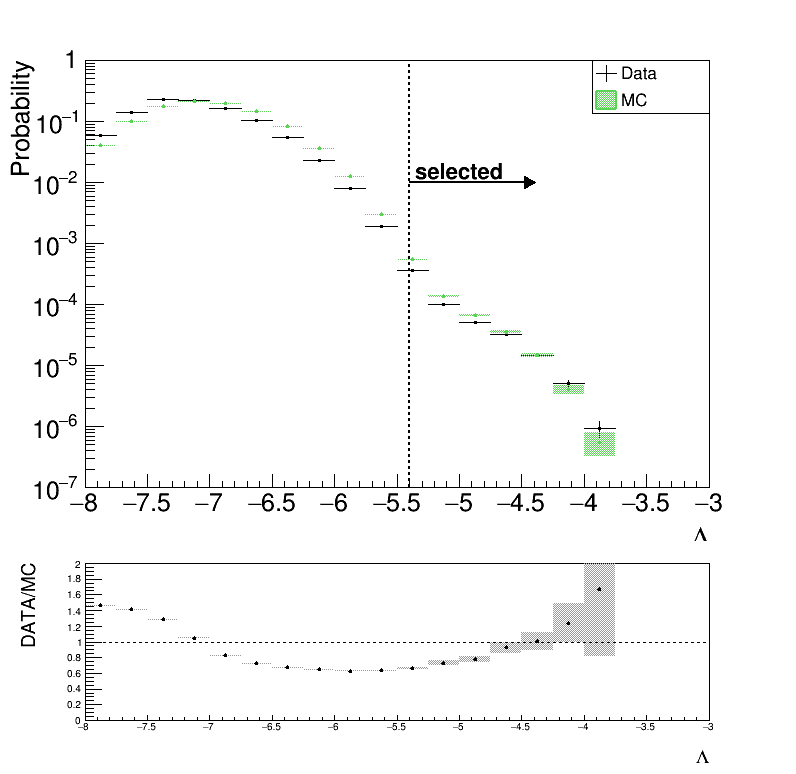 Probability
1
10⁻¹
10⁻²
10⁻³
10⁻⁴
10⁻⁵
10⁻⁶
10⁻⁷
Data
MC
selected
−8 −7.5 −7 −6.5 −6 −5.5 −5 −4.5 −4 −3.5 −3
Λ
DATA/MC
2
1.8
1.6
1.4
1.2
1
0.8
0.6
0.4
0.2
0
−8 −7.5 −7 −6.5 −6 −5.5 −5 −4.5 −4 −3.5 −3
Λ